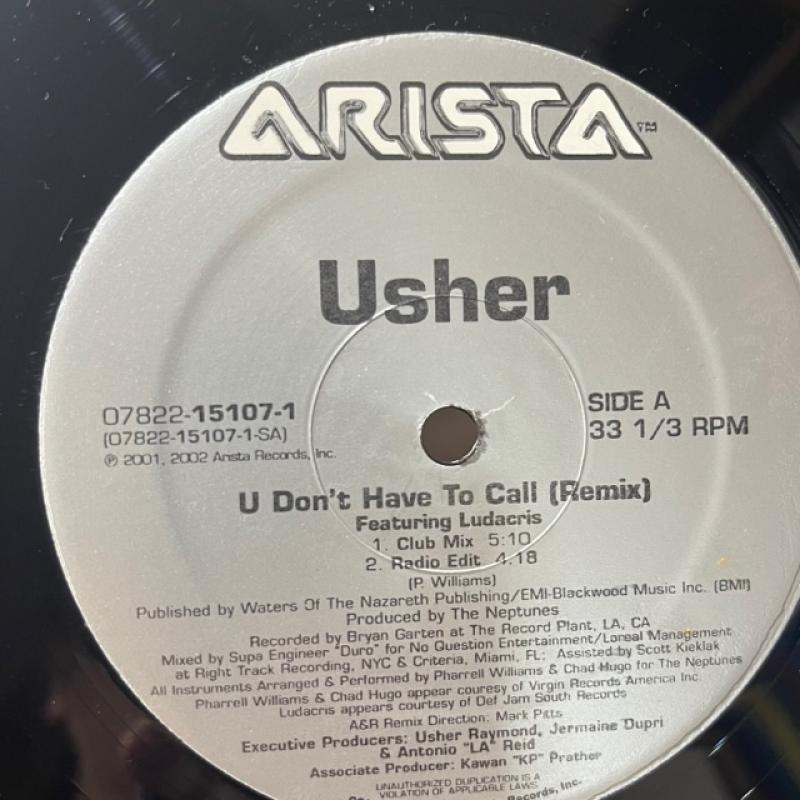 ARISTA™
Usher
07822-15107-1
(07822-15107-1-SA)
℗ 2001, 2002 Arista Records, Inc.
SIDE A
33 1/3 RPM
U Don't Have To Call (Remix)
Featuring Ludacris
1. Club Mix 5:10
2. Radio Edit 4:18
(P. Williams)
Published by Waters Of The Nazareth Publishing/EMI-Blackwood Music Inc. (BMI)
Produced by The Neptunes
Recorded by Bryan Garten at The Record Plant, LA, CA
Mixed by Supa Engineer "Duro" for No Question Entertainment/Loreal Management
at Right Track Recording, NYC & Criteria, Miami, FL; Assisted by Scott Kieklak
All Instruments Arranged & Performed by Pharrell Williams & Chad Hugo for The Neptunes
Pharrell Williams & Chad Hugo appear couresy of Virgin Records America Inc.
Ludacris appears courtesy of Def Jam South Records
A&R Remix Direction: Mark Pitts
Executive Producers: Usher Raymond, Jermaine Dupri
& Antonio "LA" Reid
Associate Producer: Kawan "KP" Prather
UNAUTHORIZED DUPLICATION IS A
VIOLATION OF APPLICABLE LAWS
Records, Inc.